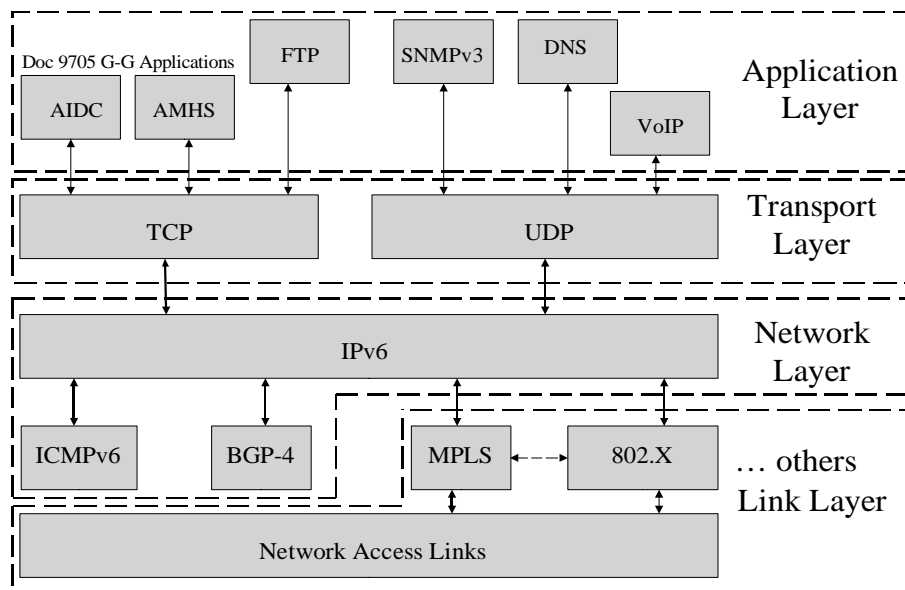 Doc 9705 G-G Applications
FTP
SNMPv3
DNS
AIDC
AMHS
VoIP
Application
Layer
TCP
UDP
Transport
Layer
IPv6
Network
Layer
ICMPv6
BGP-4
MPLS
802.X
… others
Link Layer
Network Access Links